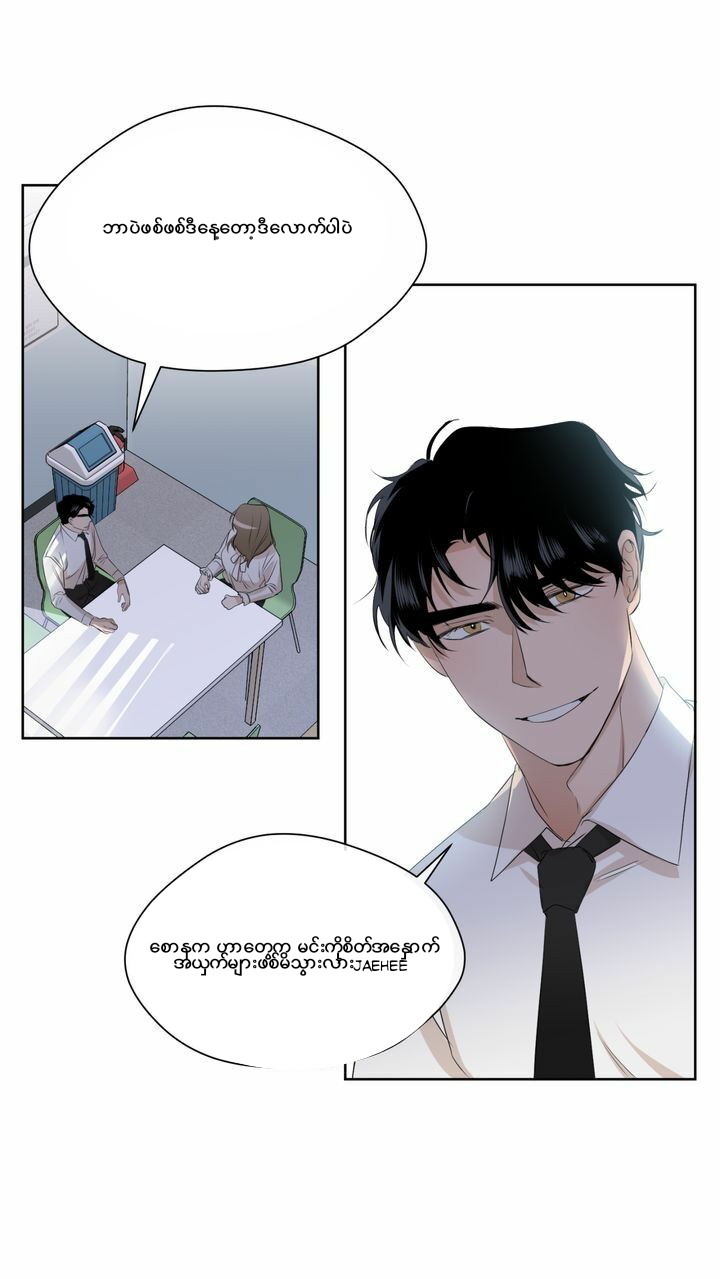 ဘာပဲဖစ်ဖစ်ဒီနေ့တော့ဒီလောက်ပါပဲ
စောနက ဟာတွေက မင်းကိုစိတ်အနှောက်
အယှက်များဖစ်မိသွားလား JAEHEE